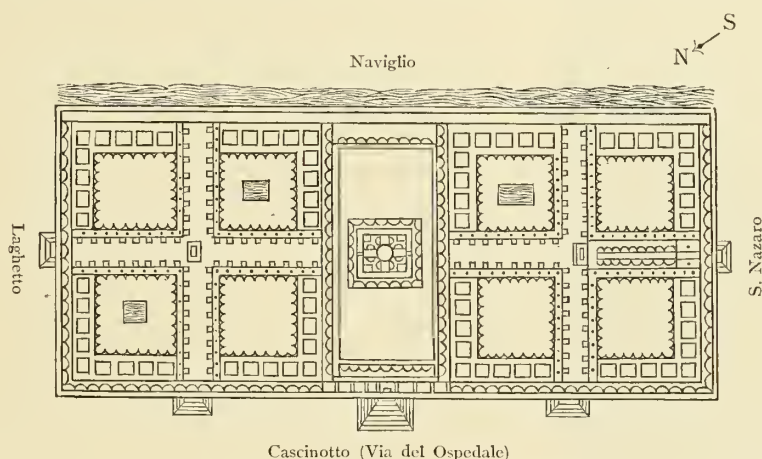 S
N
Naviglio
Laghetto
S. Nazaro
Cascinotto (Via del Ospedale)